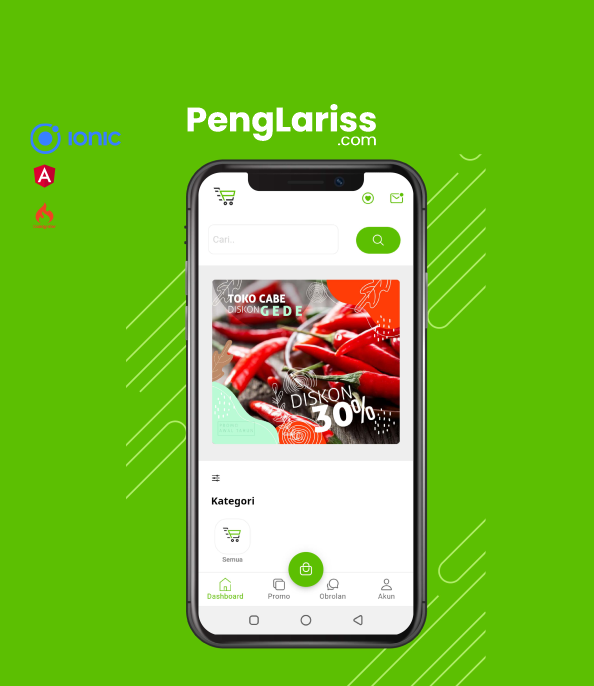 PengLariss
.com
ionic
Cari...
TOKO CABE
DISKON GEDE
DISKON
30%
Kategori
Semua
Dashboard
Promo
Obrolan
Akun